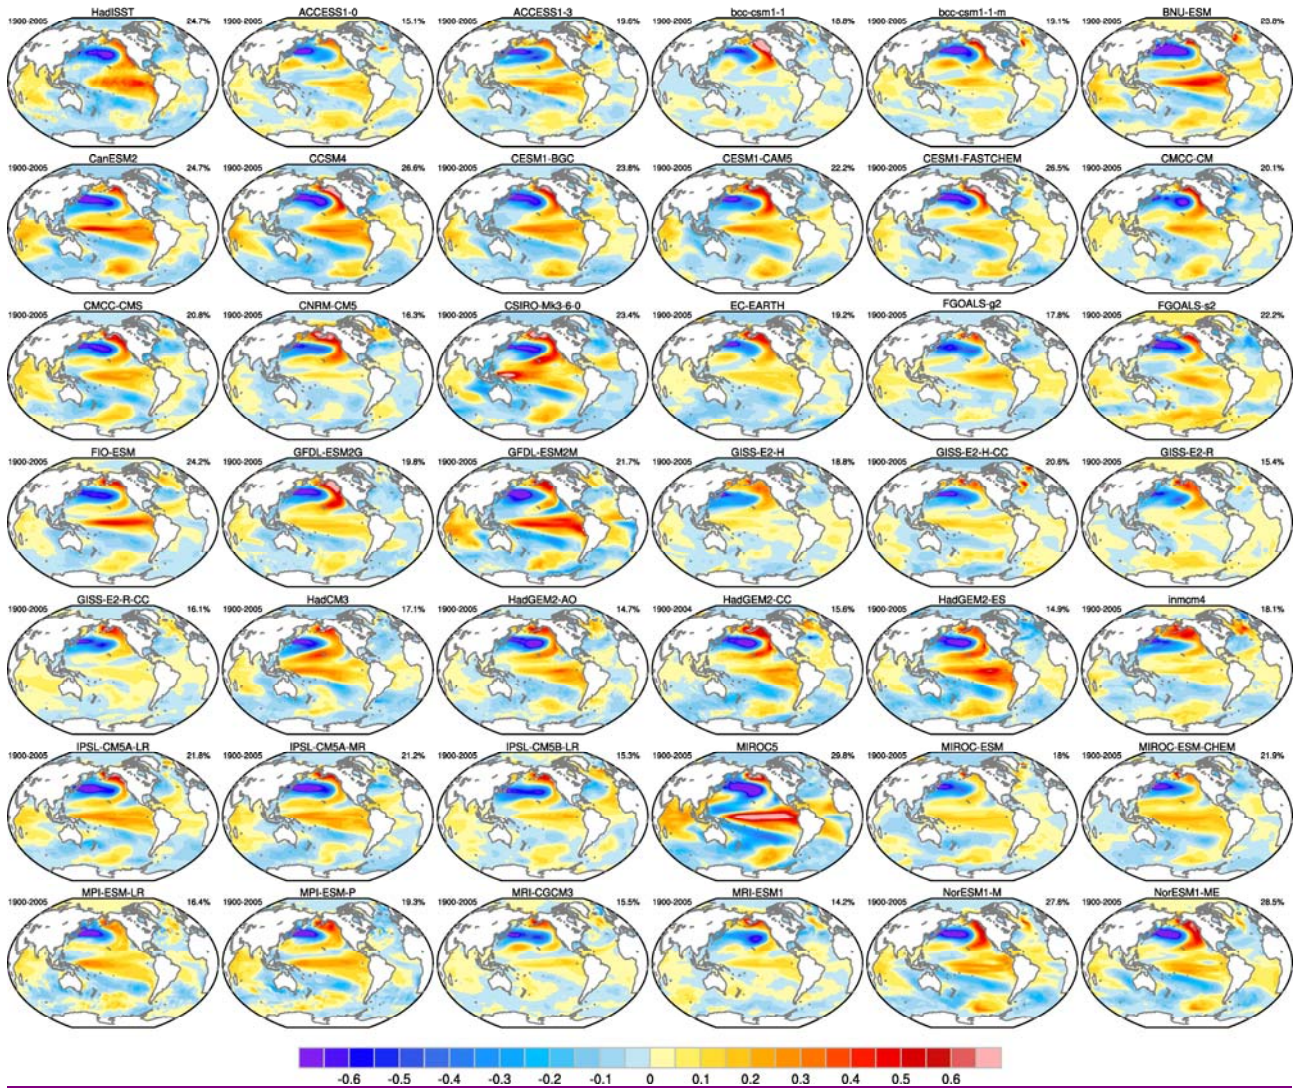 HadISST ACCESS1-0 ACCESS1-3 bcc-csm1-1 bcc-csm1-1-m BNU-ESM
1900-2005 24.7% 1900-2005 15.1% 1900-2005 19.6% 1900-2005 18.8% 1900-2005 19.1% 1900-2005 23.8%
CanESM2 CCSM4 CESM1-BGC CESM1-CAM5 CESM1-FASTCHEM CMCC-CM
1900-2005 24.7% 1900-2005 26.6% 1900-2005 23.8% 1900-2005 22.2% 1900-2005 26.5% 1900-2005 20.1%
CMCC-CMS CNRM-CM5 CSIRO-Mk3-6-0 EC-EARTH FGOALS-g2 FGOALS-s2
1900-2005 20.8% 1900-2005 16.3% 1900-2005 23.4% 1900-2005 19.2% 1900-2005 17.8% 1900-2005 22.2%
FIO-ESM GFDL-ESM2G GFDL-ESM2M GISS-E2-H GISS-E2-H-CC GISS-E2-R
1900-2005 24.2% 1900-2005 19.8% 1900-2005 21.7% 1900-2005 18.8% 1900-2005 20.6% 1900-2005 15.4%
GISS-E2-R-CC HadCM3 HadGEM2-AO HadGEM2-CC HadGEM2-ES inmcm4
1900-2005 16.1% 1900-2005 17.1% 1900-2005 14.7% 1900-2004 15.6% 1900-2005 14.9% 1900-2005 18.1%
IPSL-CM5A-LR IPSL-CM5A-MR IPSL-CM5B-LR MIROC5 MIROC-ESM MIROC-ESM-CHEM
1900-2005 21.8% 1900-2005 21.2% 1900-2005 15.3% 1900-2005 29.8% 1900-2005 18% 1900-2005 21.9%
MPI-ESM-LR MPI-ESM-P MRI-CGCM3 MRI-ESM1 NorESM1-M NorESM1-ME
1900-2005 16.4% 1900-2005 19.3% 1900-2005 15.5% 1900-2005 14.2% 1900-2005 27.6% 1900-2005 28.5%
-0.6 -0.5 -0.4 -0.3 -0.2 -0.1 0 0.1 0.2 0.3 0.4 0.5 0.6